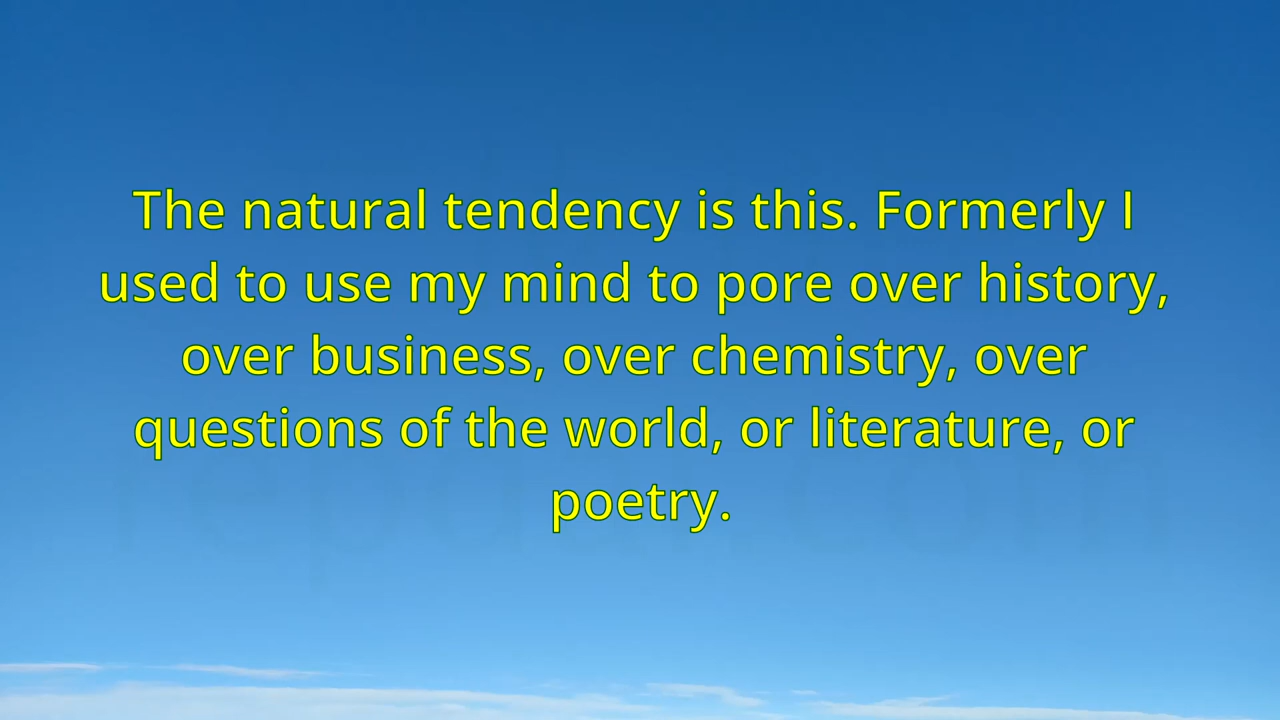 The natural tendency is this. Formerly I
used to use my mind to pore over history,
over business, over chemistry, over
questions of the world, or literature, or
poetry.